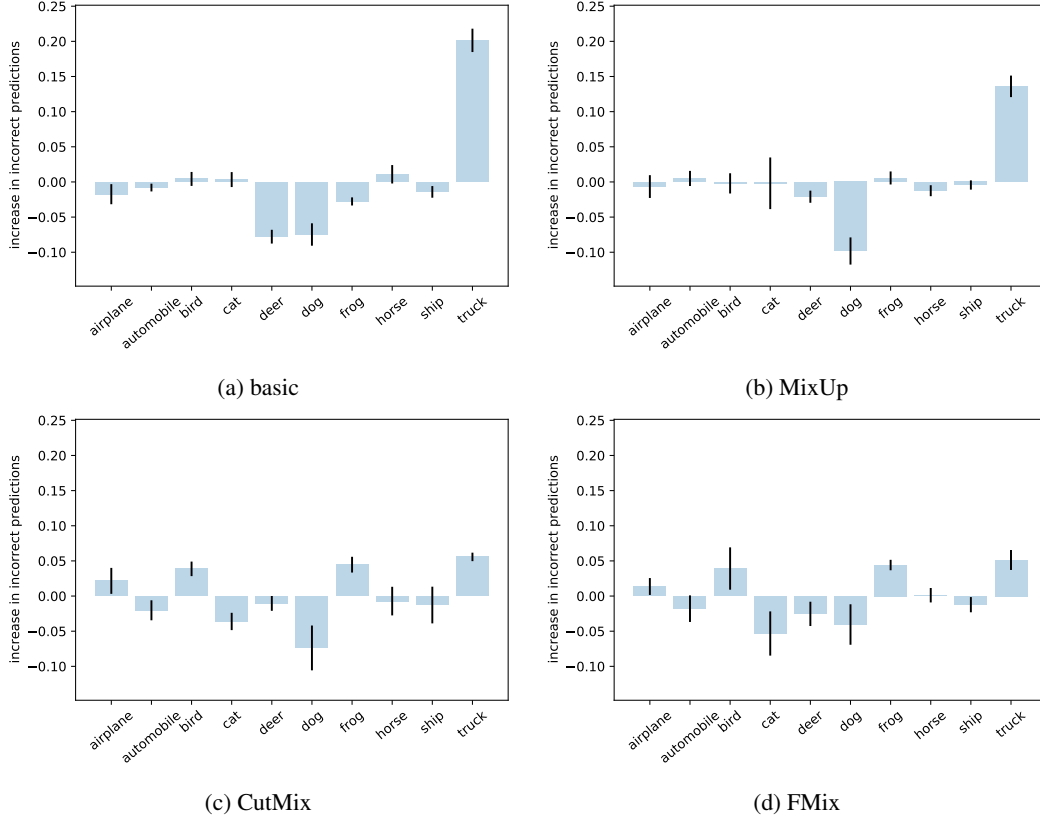 increase in incorrect predictions
0.25
0.20
0.15
0.10
0.05
0.00
−0.05
−0.10
airplane
automobile
bird
cat
deer
dog
frog
horse
ship
truck
(a) basic
increase in incorrect predictions
0.25
0.20
0.15
0.10
0.05
0.00
−0.05
−0.10
airplane
automobile
bird
cat
deer
dog
frog
horse
ship
truck
(b) MixUp
increase in incorrect predictions
0.25
0.20
0.15
0.10
0.05
0.00
−0.05
−0.10
airplane
automobile
bird
cat
deer
dog
frog
horse
ship
truck
(c) CutMix
increase in incorrect predictions
0.25
0.20
0.15
0.10
0.05
0.00
−0.05
−0.10
airplane
automobile
bird
cat
deer
dog
frog
horse
ship
truck
(d) FMix